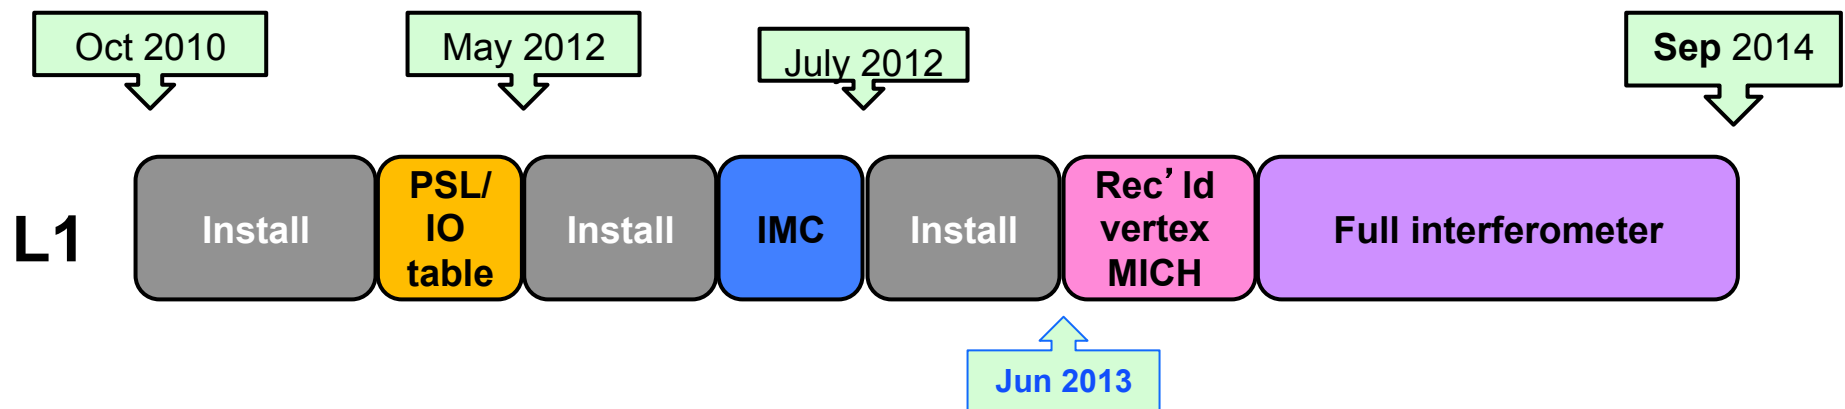 Oct 2010
May 2012
July 2012
Sep 2014
L1
Install
PSL/
IO
table
Install
IMC
Install
Rec’ld
vertex
MICH
Full interferometer
Jun 2013